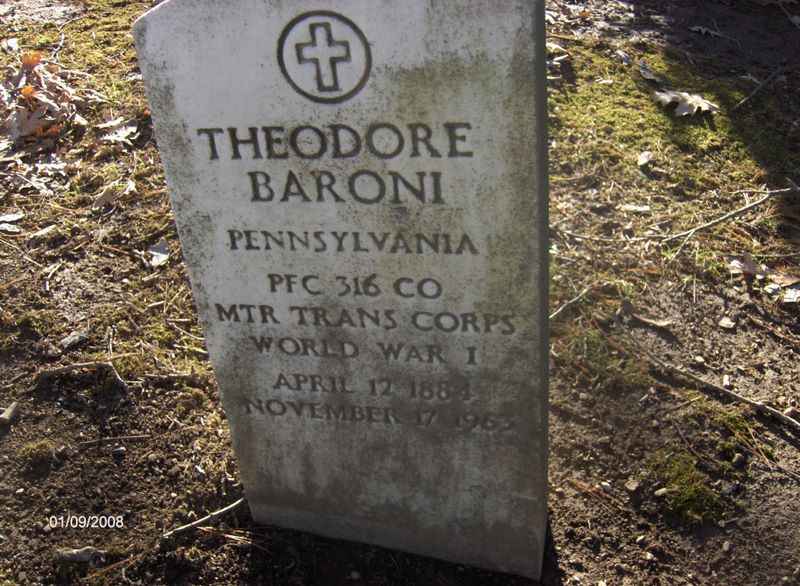 THEODORE
BARONI
PENNSYLVANIA
PFC 316 CO
MTR TRANS CORPS
WORLD WAR I
APRIL 12 1884
NOVEMBER 17 1963
01/09/2008